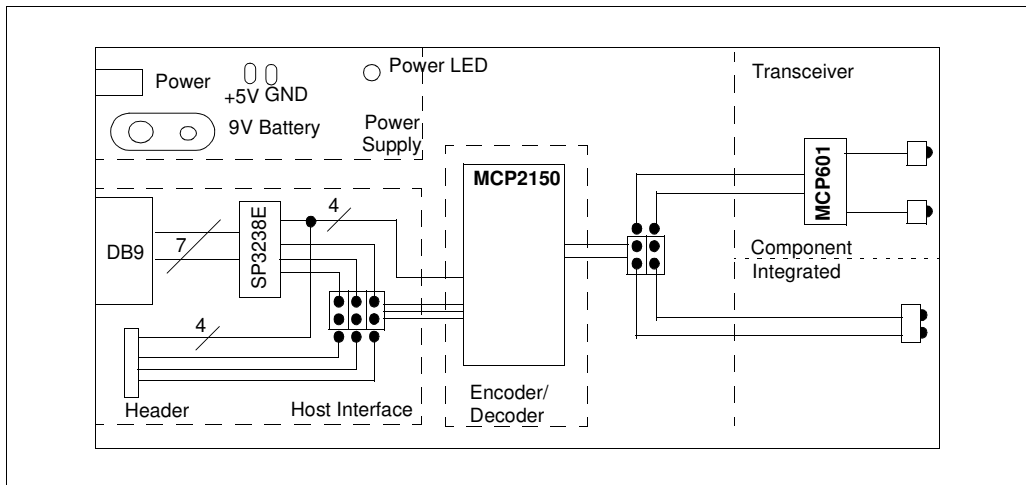 Power
+5V GND
9V Battery
Power LED
Power
Supply
DB9
7
SP3238E
4
4
Header
Host Interface
MCP2150
Encoder/
Decoder
Transceiver
MCP601
Component
Integrated